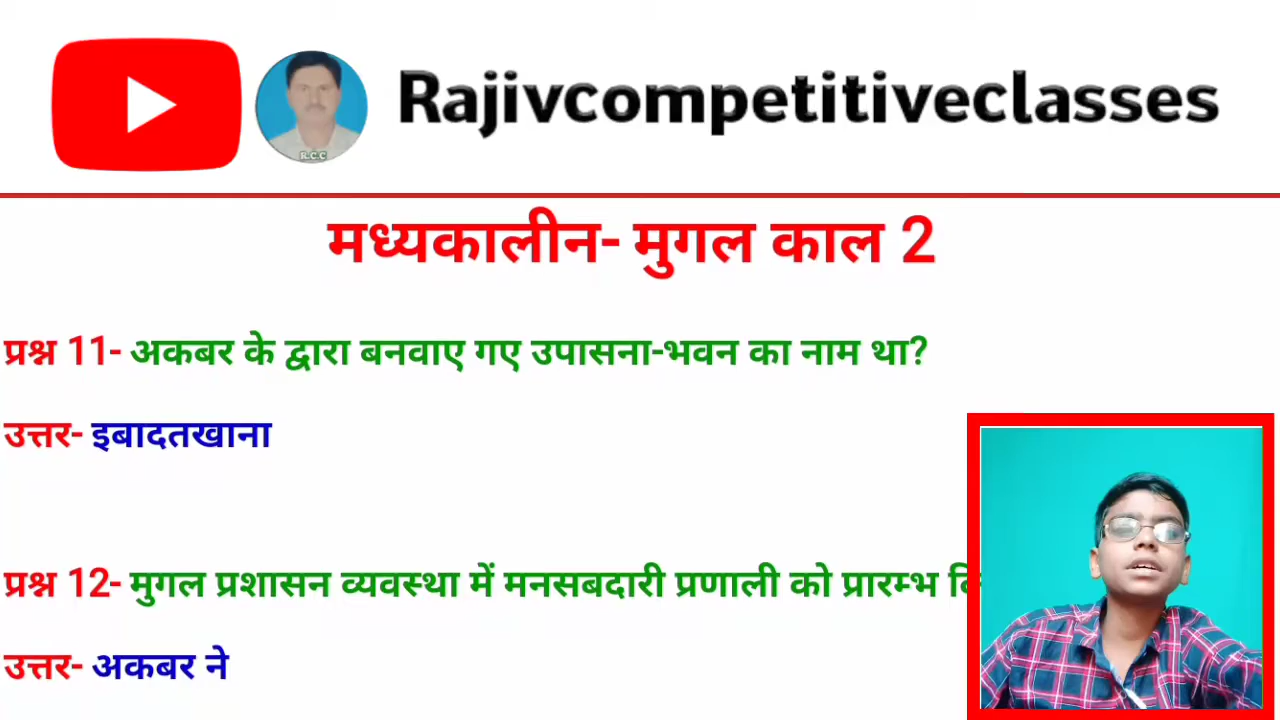 R.C.C
Rajivcompetitiveclasses
मध्यकालीन- मुगल काल 2
प्रश्न 11- अकबर के द्वारा बनवाए गए उपासना-भवन का नाम था?
उत्तर- इबादतखाना
प्रश्न 12- मुगल प्रशासन व्यवस्था में मनसबदारी प्रणाली को प्रारम्भ
उत्तर- अकबर ने